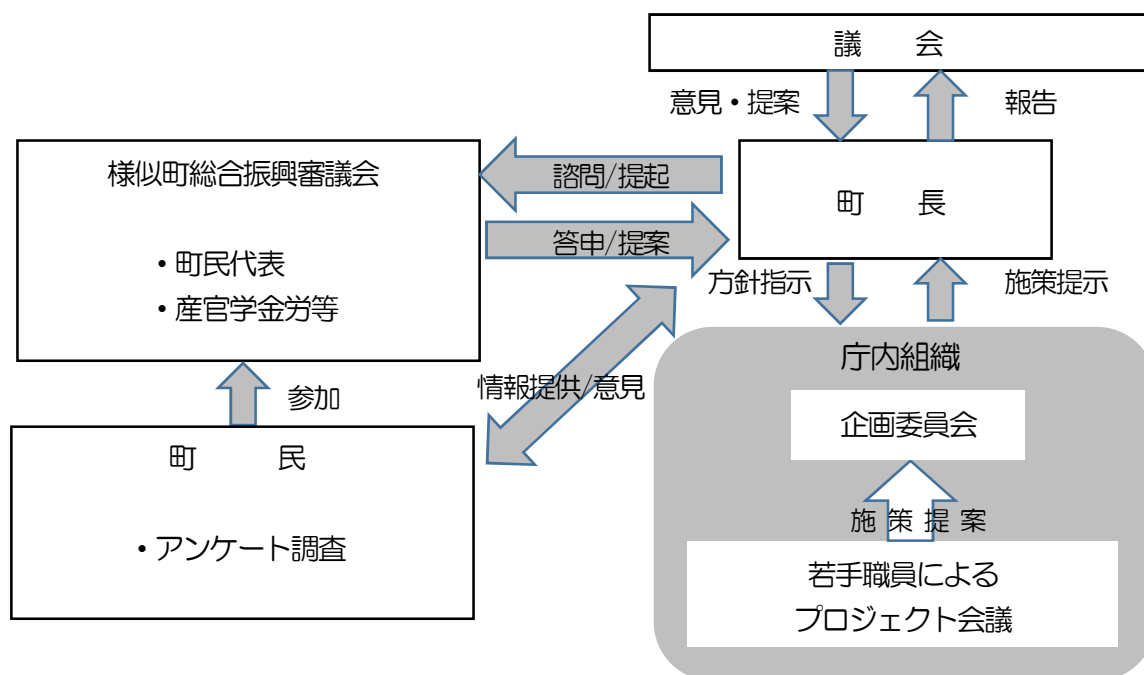 議 会
意見・提案
報告
様似町総合振興審議会
・町民代表
・産官学金労等
諮問/提起
答申/提案
町 長
方針指示
施策提示
参加
情報提供/意見
町 民
・アンケート調査
庁内組織
企画委員会
施策提案
若手職員による
プロジェクト会議